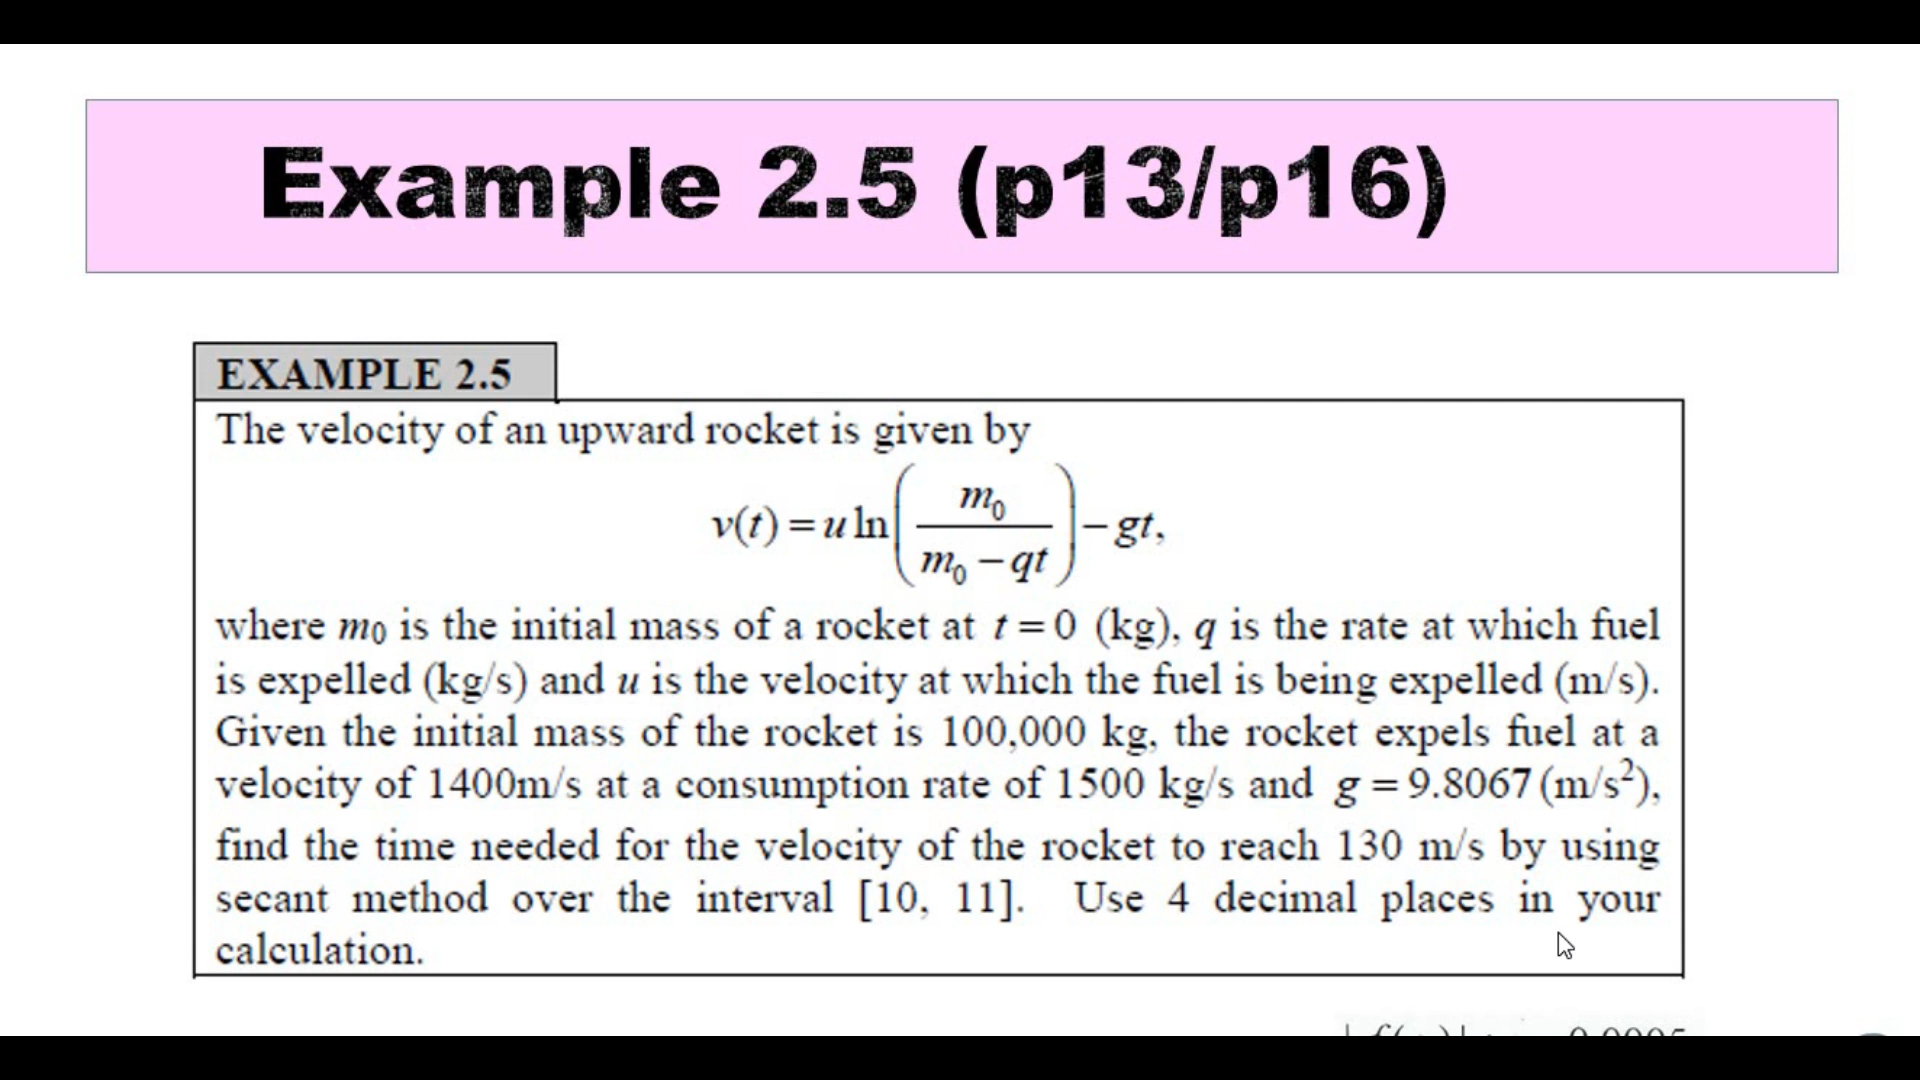 Example 2.5 (p13/p16)
EXAMPLE 2.5
The velocity of an upward rocket is given by
v(t) = u ln(m₀ / (m₀ − qt)) − gt,
where m₀ is the initial mass of a rocket at t = 0 (kg), q is the rate at which fuel
is expelled (kg/s) and u is the velocity at which the fuel is being expelled (m/s).
Given the initial mass of the rocket is 100,000 kg, the rocket expels fuel at a
velocity of 1400m/s at a consumption rate of 1500 kg/s and g = 9.8067 (m/s²),
find the time needed for the velocity of the rocket to reach 130 m/s by using
secant method over the interval [10, 11]. Use 4 decimal places in your
calculation.